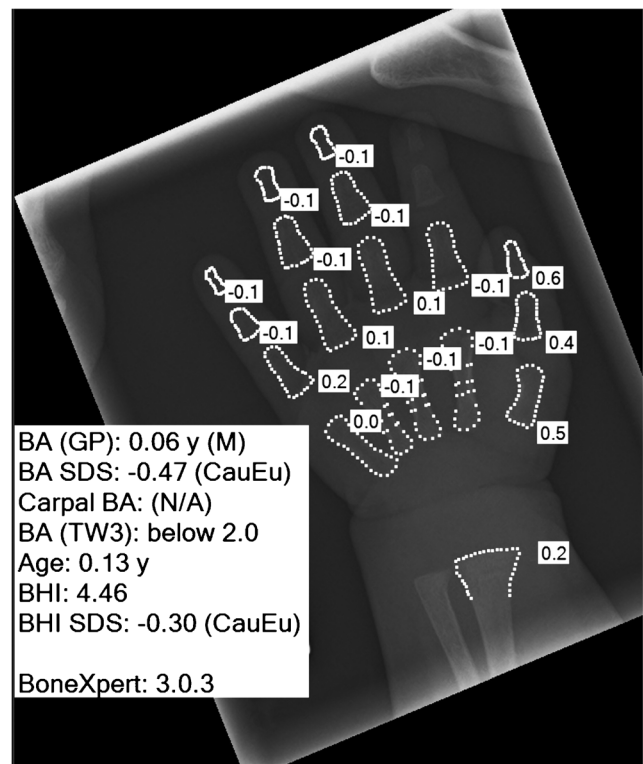 -0.1
-0.1
-0.1
-0.1
-0.1 0.6
-0.1 0.1
-0.1 0.1 -0.1 0.4
0.2 -0.1
0.0 0.5
BA (GP): 0.06 y (M)
BA SDS: -0.47 (CauEu)
Carpal BA: (N/A)
BA (TW3): below 2.0
Age: 0.13 y
BHI: 4.46
BHI SDS: -0.30 (CauEu)
BoneXpert: 3.0.3
0.2